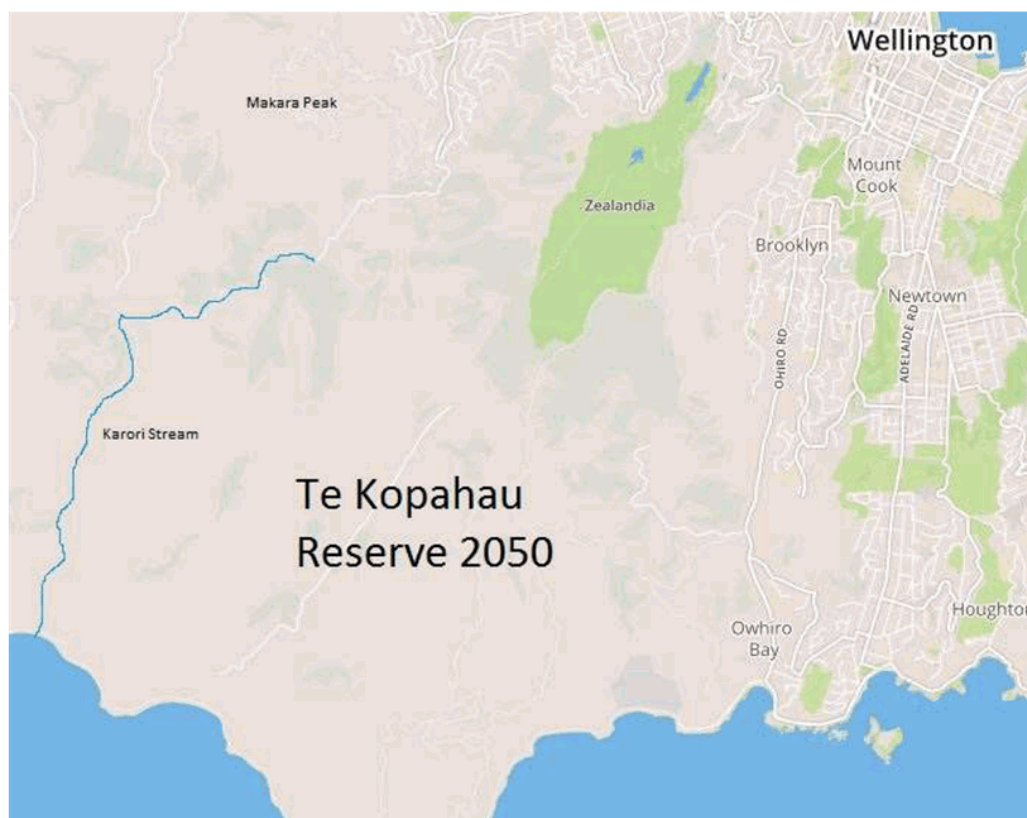 Wellington
Makara Peak
Mount
Cook
Zealandia
Brooklyn
Newtown
OHIRO RD
ADELAIDE RD
Karori Stream
Te Kopahau
Reserve 2050
Houghton
Owhiro
Bay